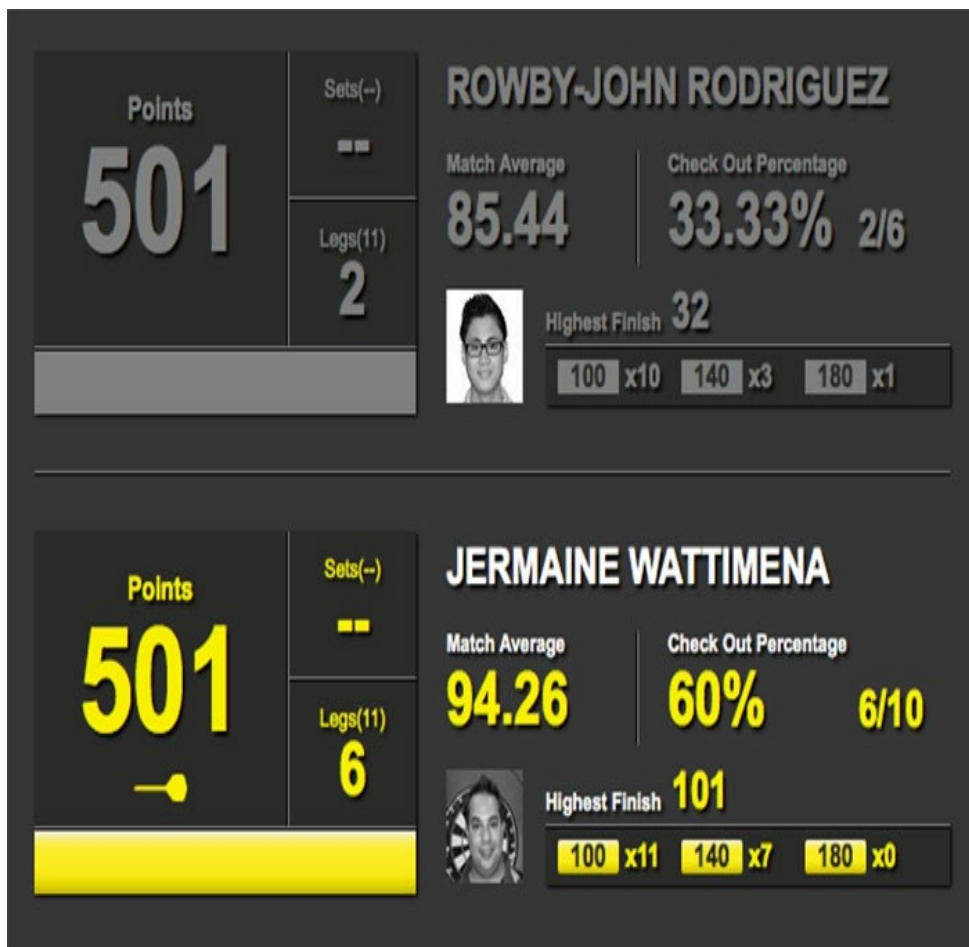 Points
501
Sets(--)
--
Legs(11)
2
ROWBY-JOHN RODRIGUEZ
Match Average
85.44
Check Out Percentage
33.33% 2/6
Highest Finish 32
100 x10 140 x3 180 x1
Points
501
Sets(--)
--
Legs(11)
6
JERMAINE WATTIMENA
Match Average
94.26
Check Out Percentage
60% 6/10
Highest Finish 101
100 x11 140 x7 180 x0